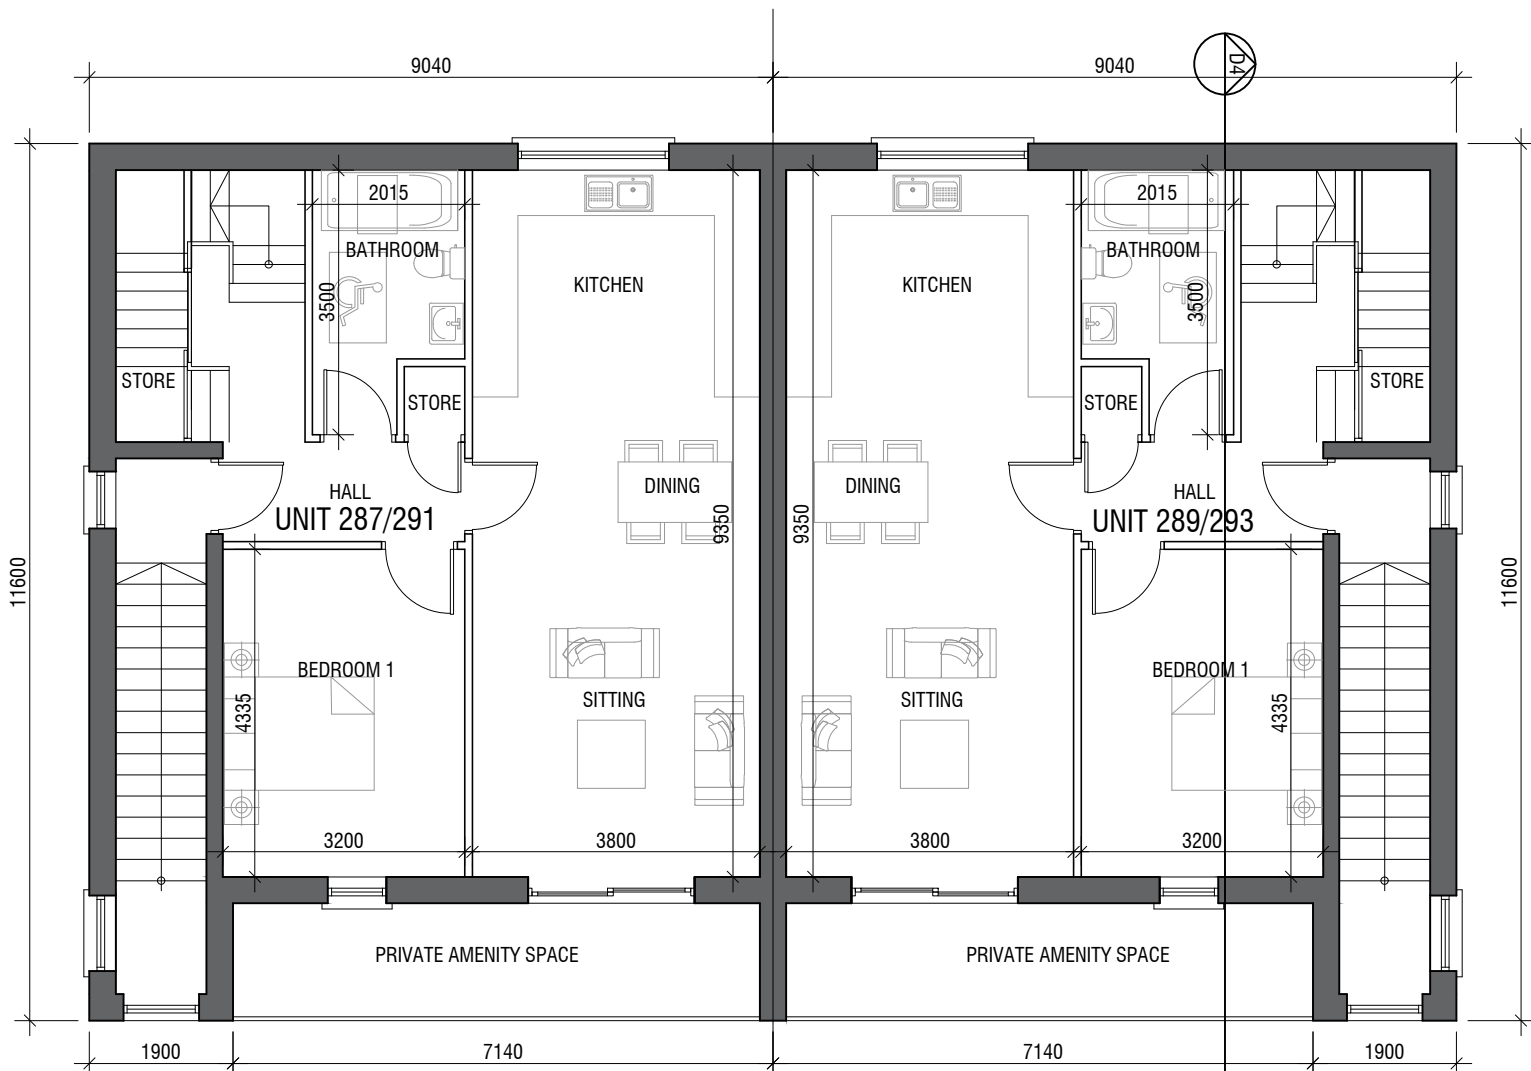 9040
9040
D4
2015
2015
BATHROOM
BATHROOM
KITCHEN
KITCHEN
3500
3500
STORE
STORE
STORE
STORE
DINING
DINING
HALL
UNIT 287/291
HALL
UNIT 289/293
9350
9350
11600
11600
BEDROOM 1
BEDROOM 1
SITTING
SITTING
4335
4335
3200
3800
3800
3200
PRIVATE AMENITY SPACE
PRIVATE AMENITY SPACE
1900
7140
7140
1900